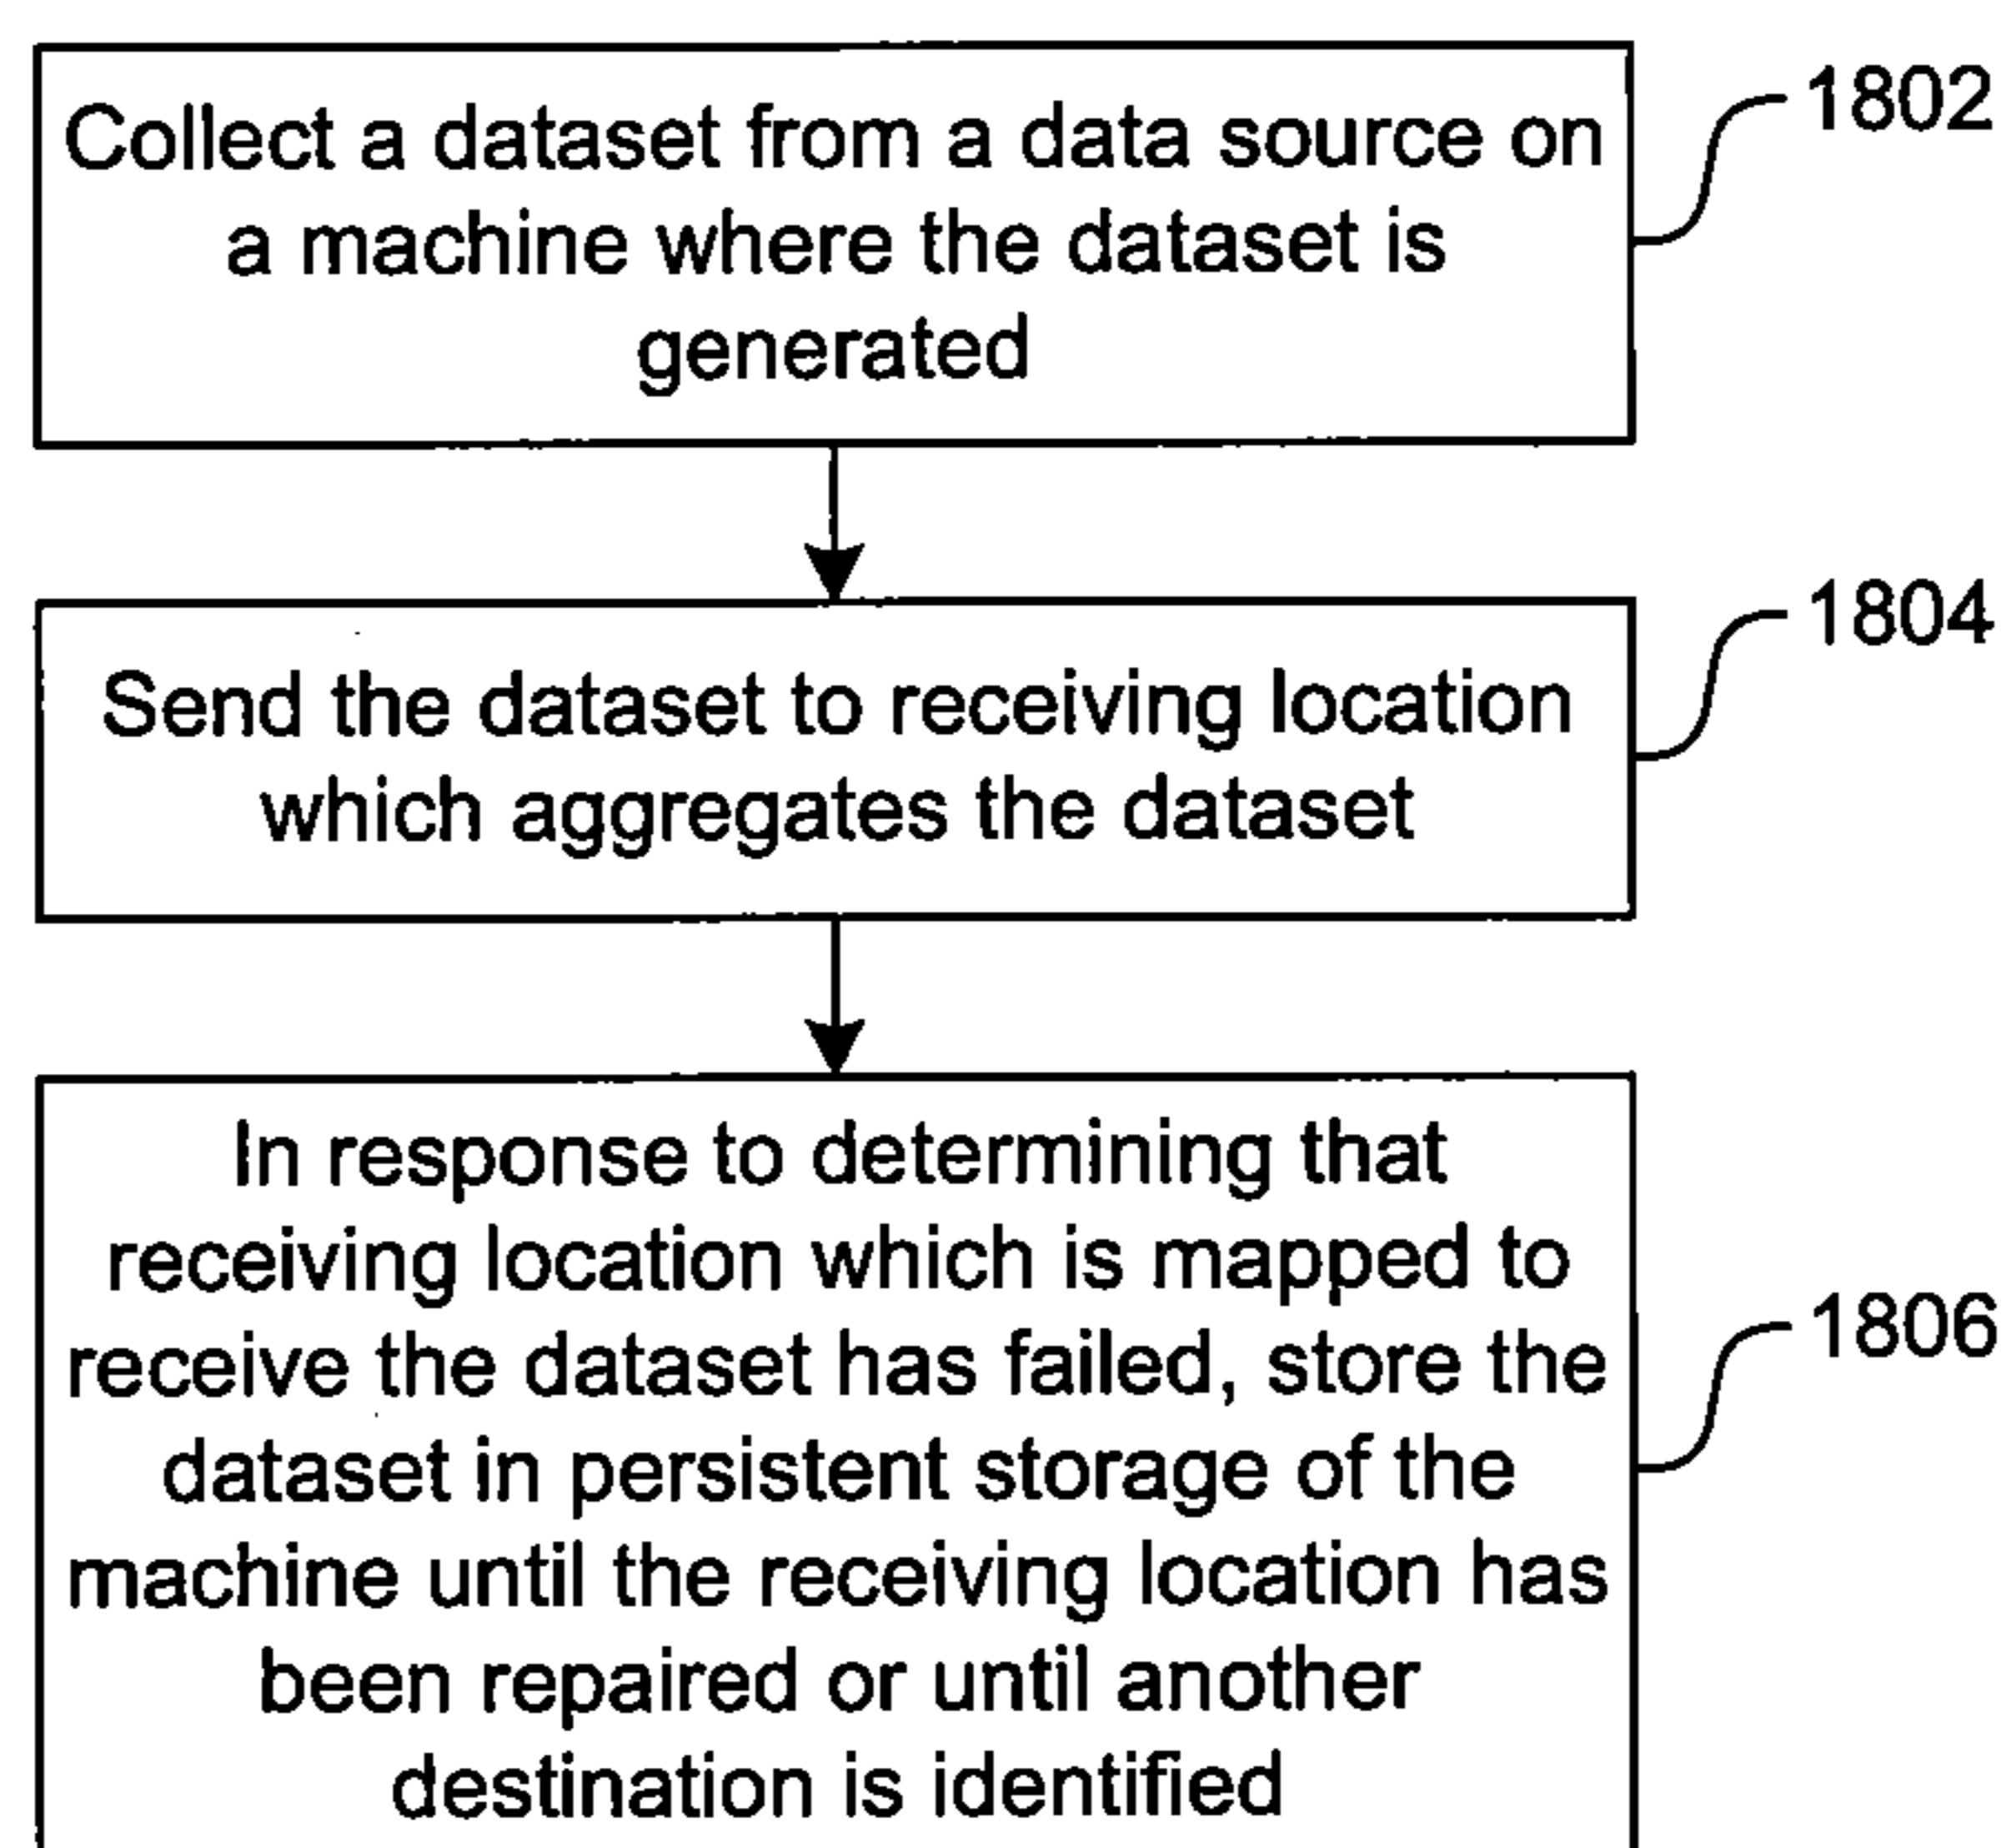 Collect a dataset from a data source on
a machine where the dataset is
generated
1802
Send the dataset to receiving location
which aggregates the dataset
1804
In response to determining that
receiving location which is mapped to
receive the dataset has failed, store the
dataset in persistent storage of the
machine until the receiving location has
been repaired or until another
destination is identified
1806